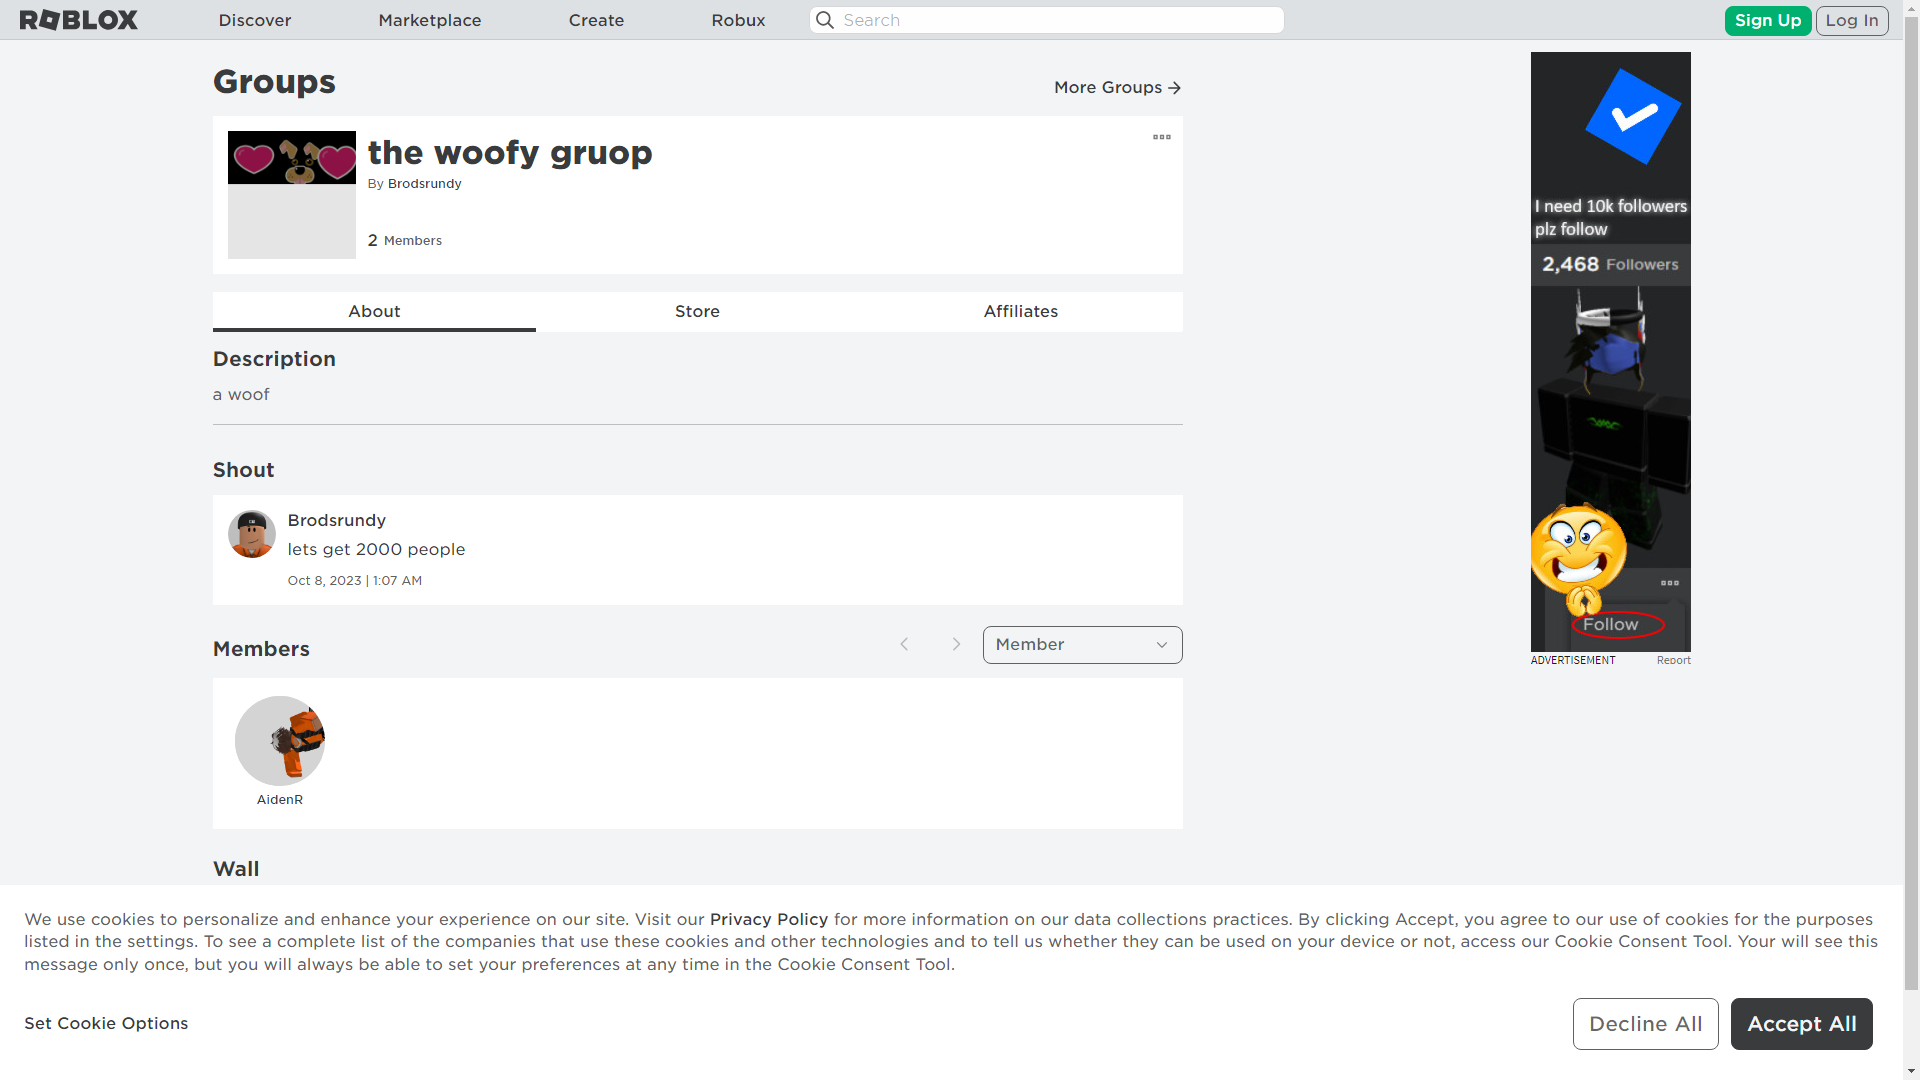 ROBLOX
Discover
Marketplace
Create
Robux
Search
Sign Up
Log In
Groups
More Groups
the woofy gruop
By Brodsrundy
2 Members
About
Store
Affiliates
Description
a woof
Shout
Brodsrundy
lets get 2000 people
Oct 8, 2023 | 1:07 AM
Members
Member
AidenR
Wall
I need 10k followers
plz follow
2,468 Followers
Follow
ADVERTISEMENT
Report
We use cookies to personalize and enhance your experience on our site. Visit our Privacy Policy for more information on our data collections practices. By clicking Accept, you agree to our use of cookies for the purposes
listed in the settings. To see a complete list of the companies that use these cookies and other technologies and to tell us whether they can be used on your device or not, access our Cookie Consent Tool. Your will see this
message only once, but you will always be able to set your preferences at any time in the Cookie Consent Tool.
Set Cookie Options
Decline All
Accept All